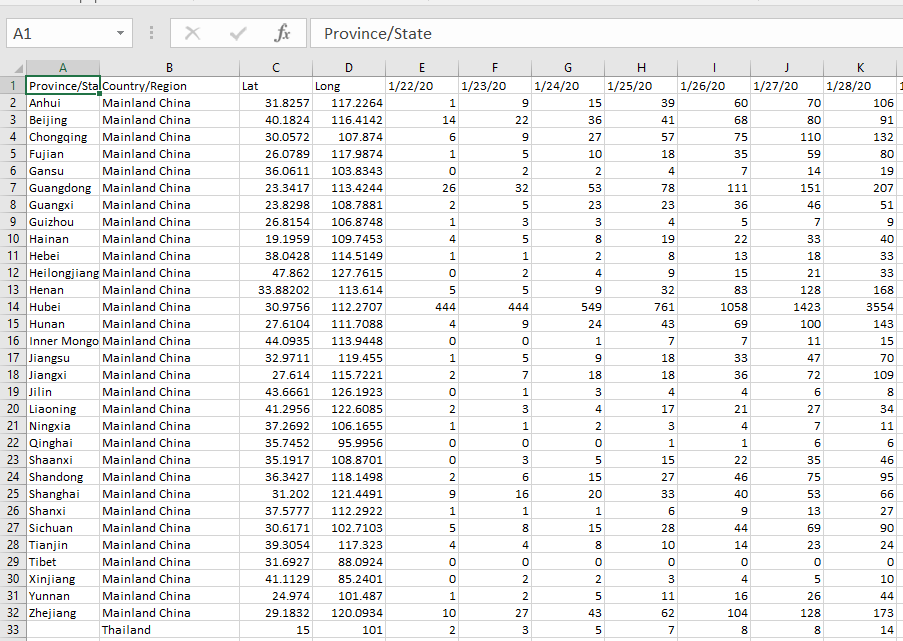 A1 fx Province/State
A B C D E F G H I J K
1 Province/Sta Country/Region Lat Long 1/22/20 1/23/20 1/24/20 1/25/20 1/26/20 1/27/20 1/28/20
2 Anhui Mainland China 31.8257 117.2264 1 9 15 39 60 70 106
3 Beijing Mainland China 40.1824 116.4142 14 22 36 41 68 80 91
4 Chongqing Mainland China 30.0572 107.874 6 9 27 57 75 110 132
5 Fujian Mainland China 26.0789 117.9874 1 5 10 18 35 59 80
6 Gansu Mainland China 36.0611 103.8343 0 2 2 4 7 14 19
7 Guangdong Mainland China 23.3417 113.4244 26 32 53 78 111 151 207
8 Guangxi Mainland China 23.8298 108.7881 2 5 23 23 36 46 51
9 Guizhou Mainland China 26.8154 106.8748 1 3 3 4 5 7 9
10 Hainan Mainland China 19.1959 109.7453 4 5 8 19 22 33 40
11 Hebei Mainland China 38.0428 114.5149 1 1 2 8 13 18 33
12 Heilongjiang Mainland China 47.862 127.7615 0 2 4 9 15 21 33
13 Henan Mainland China 33.88202 113.614 5 5 9 32 83 128 168
14 Hubei Mainland China 30.9756 112.2707 444 444 549 761 1058 1423 3554
15 Hunan Mainland China 27.6104 111.7088 4 9 24 43 69 100 143
16 Inner Mongo Mainland China 44.0935 113.9448 0 0 1 7 7 11 15
17 Jiangsu Mainland China 32.9711 119.455 1 5 9 18 33 47 70
18 Jiangxi Mainland China 27.614 115.7221 2 7 18 18 36 72 109
19 Jilin Mainland China 43.6661 126.1923 0 1 3 4 4 6 8
20 Liaoning Mainland China 41.2956 122.6085 2 3 4 17 21 27 34
21 Ningxia Mainland China 37.2692 106.1655 1 1 2 3 4 7 11
22 Qinghai Mainland China 35.7452 95.9956 0 0 0 1 1 6 6
23 Shaanxi Mainland China 35.1917 108.8701 0 3 5 15 22 35 46
24 Shandong Mainland China 36.3427 118.1498 2 6 15 27 46 75 95
25 Shanghai Mainland China 31.202 121.4491 9 16 20 33 40 53 66
26 Shanxi Mainland China 37.5777 112.2922 1 1 1 6 9 13 27
27 Sichuan Mainland China 30.6171 102.7103 5 8 15 28 44 69 90
28 Tianjin Mainland China 39.3054 117.323 4 4 8 10 14 23 24
29 Tibet Mainland China 31.6927 88.0924 0 0 0 0 0 0 0
30 Xinjiang Mainland China 41.1129 85.2401 0 2 2 3 4 5 10
31 Yunnan Mainland China 24.974 101.487 1 2 5 11 16 26 44
32 Zhejiang Mainland China 29.1832 120.0934 10 27 43 62 104 128 173
33 Thailand 15 101 2 3 5 7 8 8 14